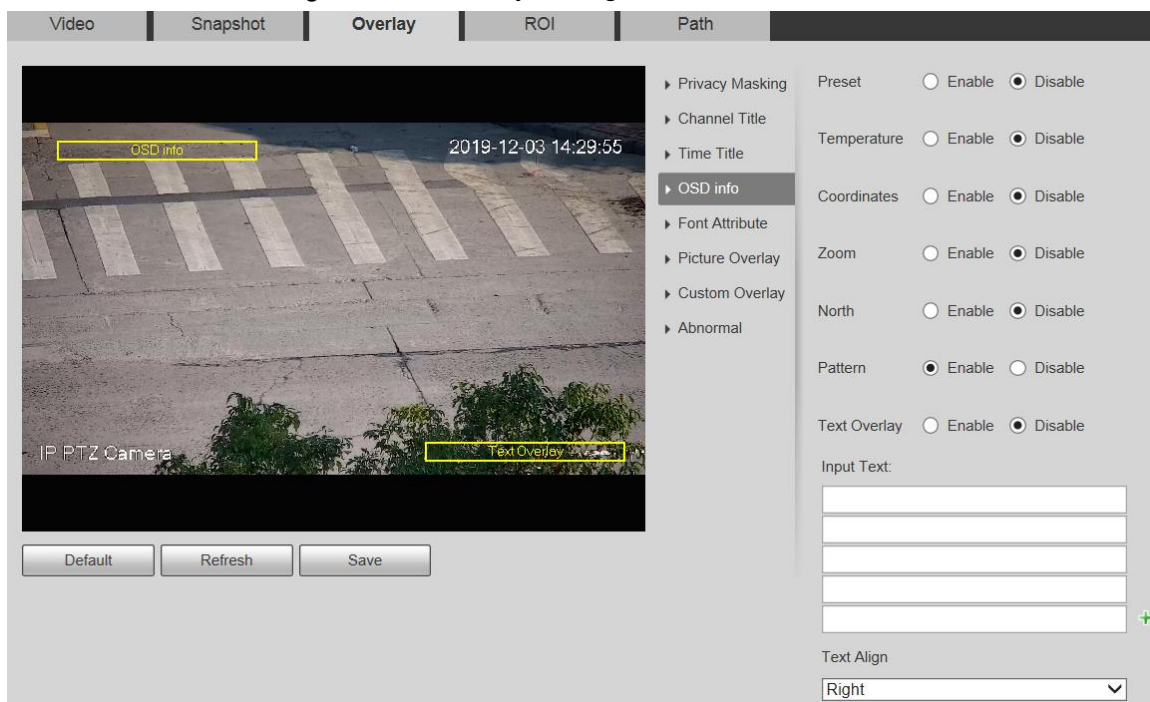 Video Snapshot Overlay ROI Path
OSD info
2019-12-03 14:29:55
IP PTZ Camera
Text Overlay
Default Refresh Save
Privacy Masking
Channel Title
Time Title
OSD info
Font Attribute
Picture Overlay
Custom Overlay
Abnormal
Preset Enable Disable
Temperature Enable Disable
Coordinates Enable Disable
Zoom Enable Disable
North Enable Disable
Pattern Enable Disable
Text Overlay Enable Disable
Input Text:
Text Align
Right